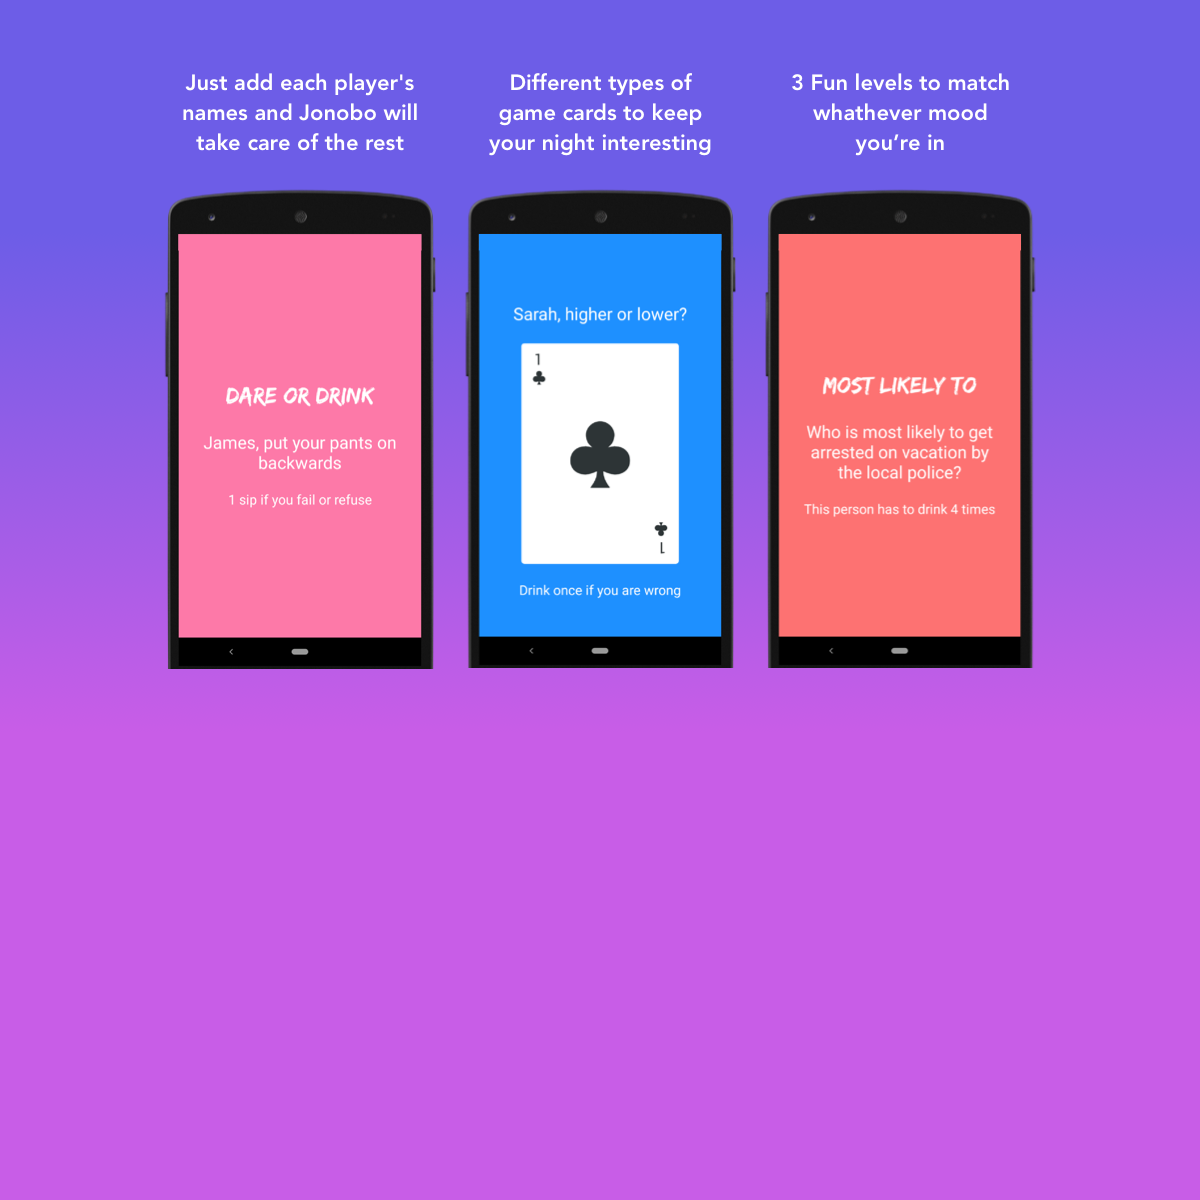 Just add each player's
names and Jonobo will
take care of the rest
DARE OR DRINK
James, put your pants on
backwards
1 sip if you fail or refuse
Different types of
game cards to keep
your night interesting
Sarah, higher or lower?
1
1
Drink once if you are wrong
3 Fun levels to match
whathever mood
you’re in
MOST LIKELY TO
Who is most likely to get
arrested on vacation by
the local police?
This person has to drink 4 times